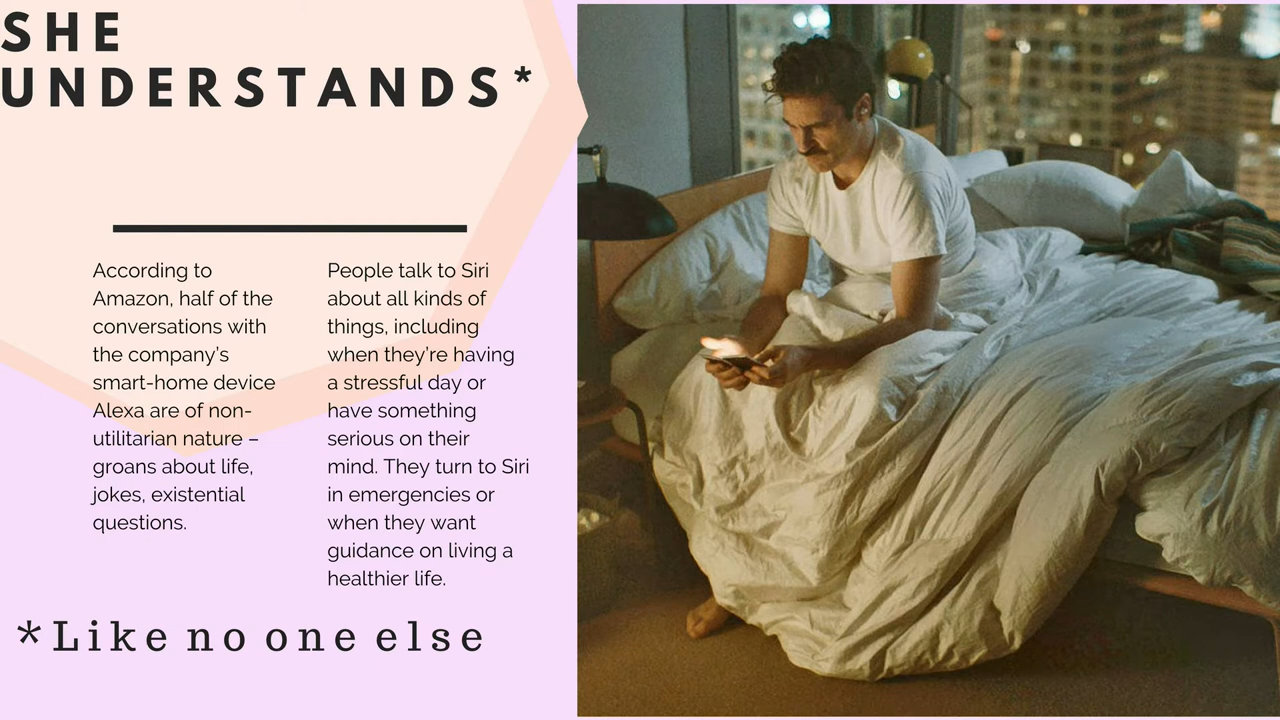 SHE
UNDERSTANDS*
According to
Amazon, half of the
conversations with
the company’s
smart-home device
Alexa are of non-
utilitarian nature –
groans about life,
jokes, existential
questions.
People talk to Siri
about all kinds of
things, including
when they’re having
a stressful day or
have something
serious on their
mind. They turn to Siri
in emergencies or
when they want
guidance on living a
healthier life.
*Like no one else